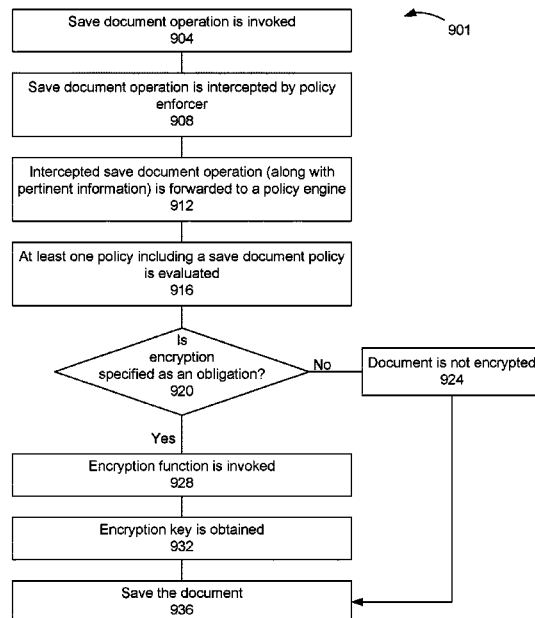 Save document operation is invoked
904
901
Save document operation is intercepted by policy
enforcer
908
Intercepted save document operation (along with
pertinent information) is forwarded to a policy engine
912
At least one policy including a save document policy
is evaluated
916
Is
encryption
specified as an obligation?
920
No
Document is not encrypted
924
Yes
Encryption function is invoked
928
Encryption key is obtained
932
Save the document
936